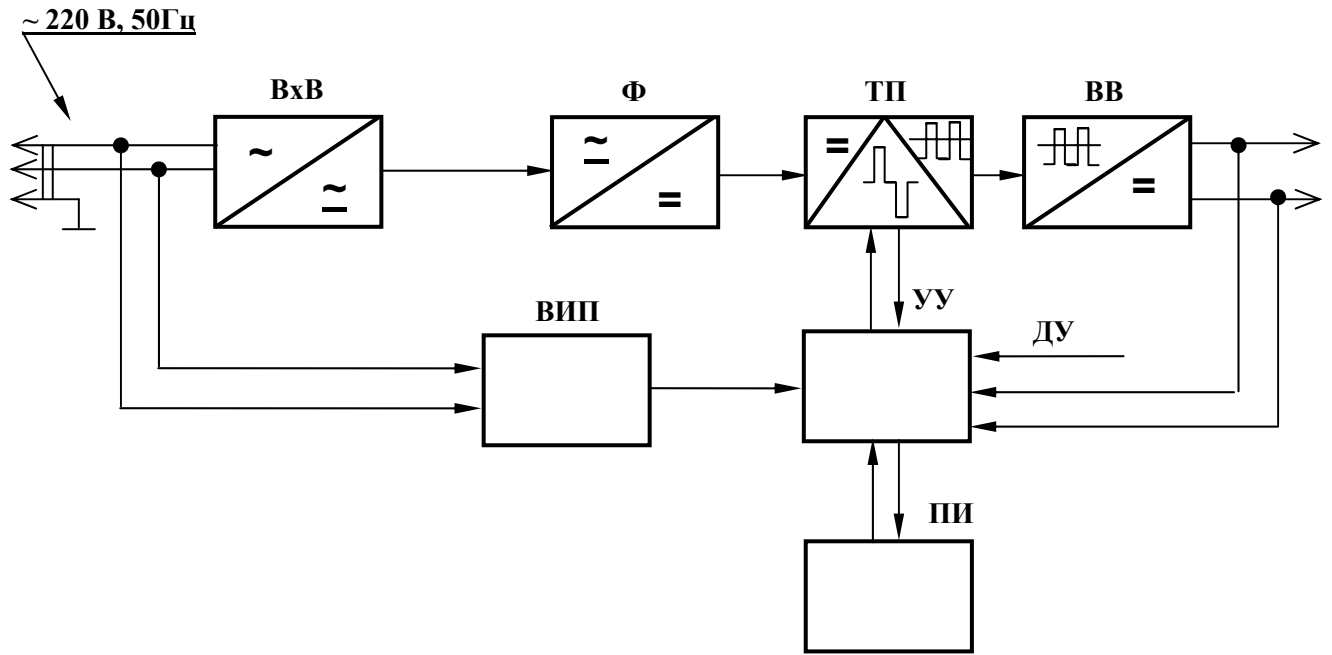 ~ 220 В, 50Гц
ВхВ
Ф
ТП
ВВ
~
~
~
=
=
=
УУ
ВИП
ДУ
ПИ